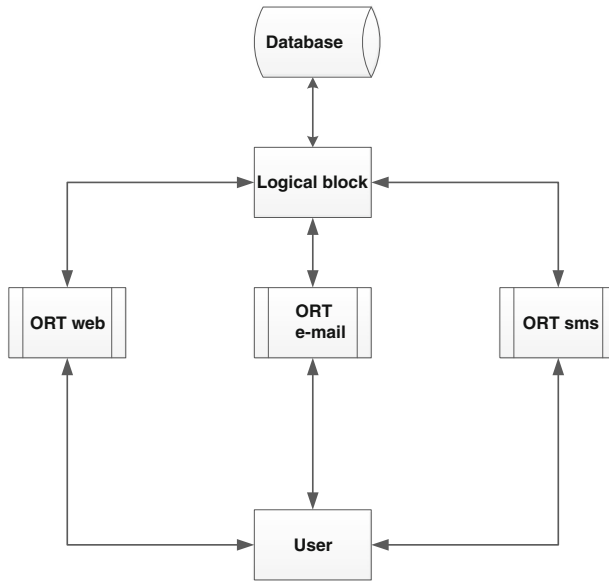 Database
Logical block
ORT web
ORT
e-mail
ORT sms
User